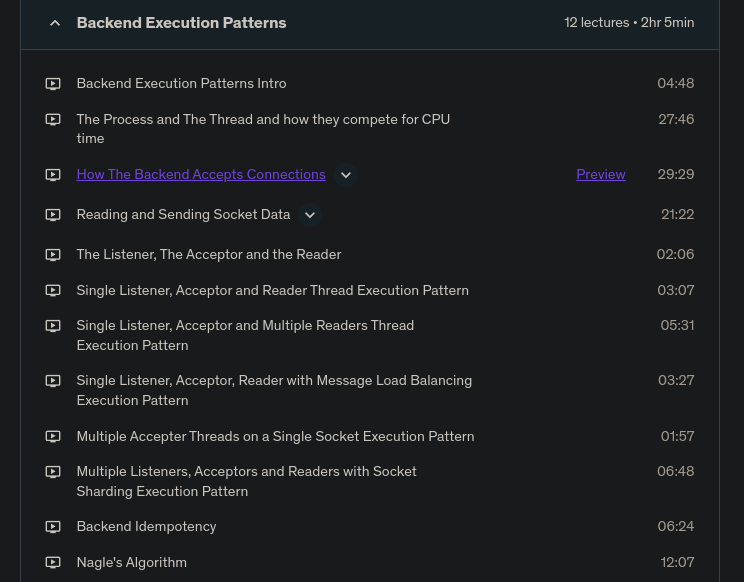 Backend Execution Patterns 12 lectures • 2hr 5min
Backend Execution Patterns Intro 04:48
The Process and The Thread and how they compete for CPU 27:46
time
How The Backend Accepts Connections Preview 29:29
Reading and Sending Socket Data 21:22
The Listener, The Acceptor and the Reader 02:06
Single Listener, Acceptor and Reader Thread Execution Pattern 03:07
Single Listener, Acceptor and Multiple Readers Thread 05:31
Execution Pattern
Single Listener, Acceptor, Reader with Message Load Balancing 03:27
Execution Pattern
Multiple Accepter Threads on a Single Socket Execution Pattern 01:57
Multiple Listeners, Acceptors and Readers with Socket 06:48
Sharding Execution Pattern
Backend Idempotency 06:24
Nagle's Algorithm 12:07